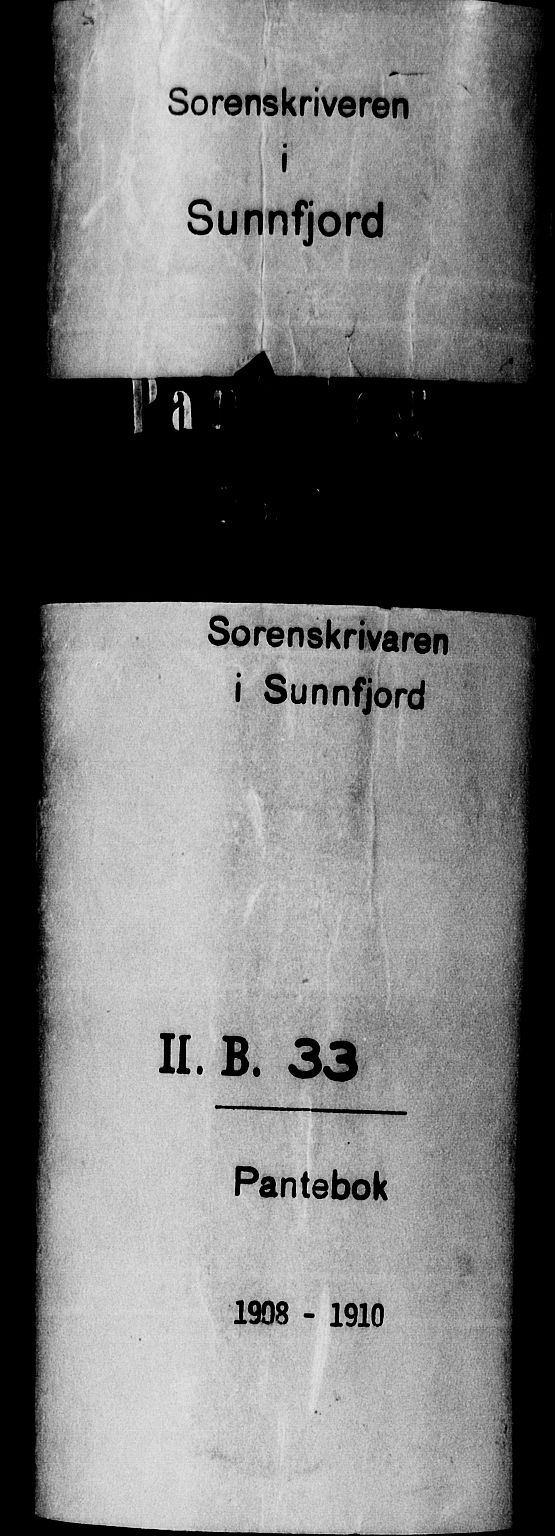 Sorenskriveren
i
Sunnfjord
Sorenskrivaren
i Sunnfjord
II. B. 33
Pantebok
1908 - 1910